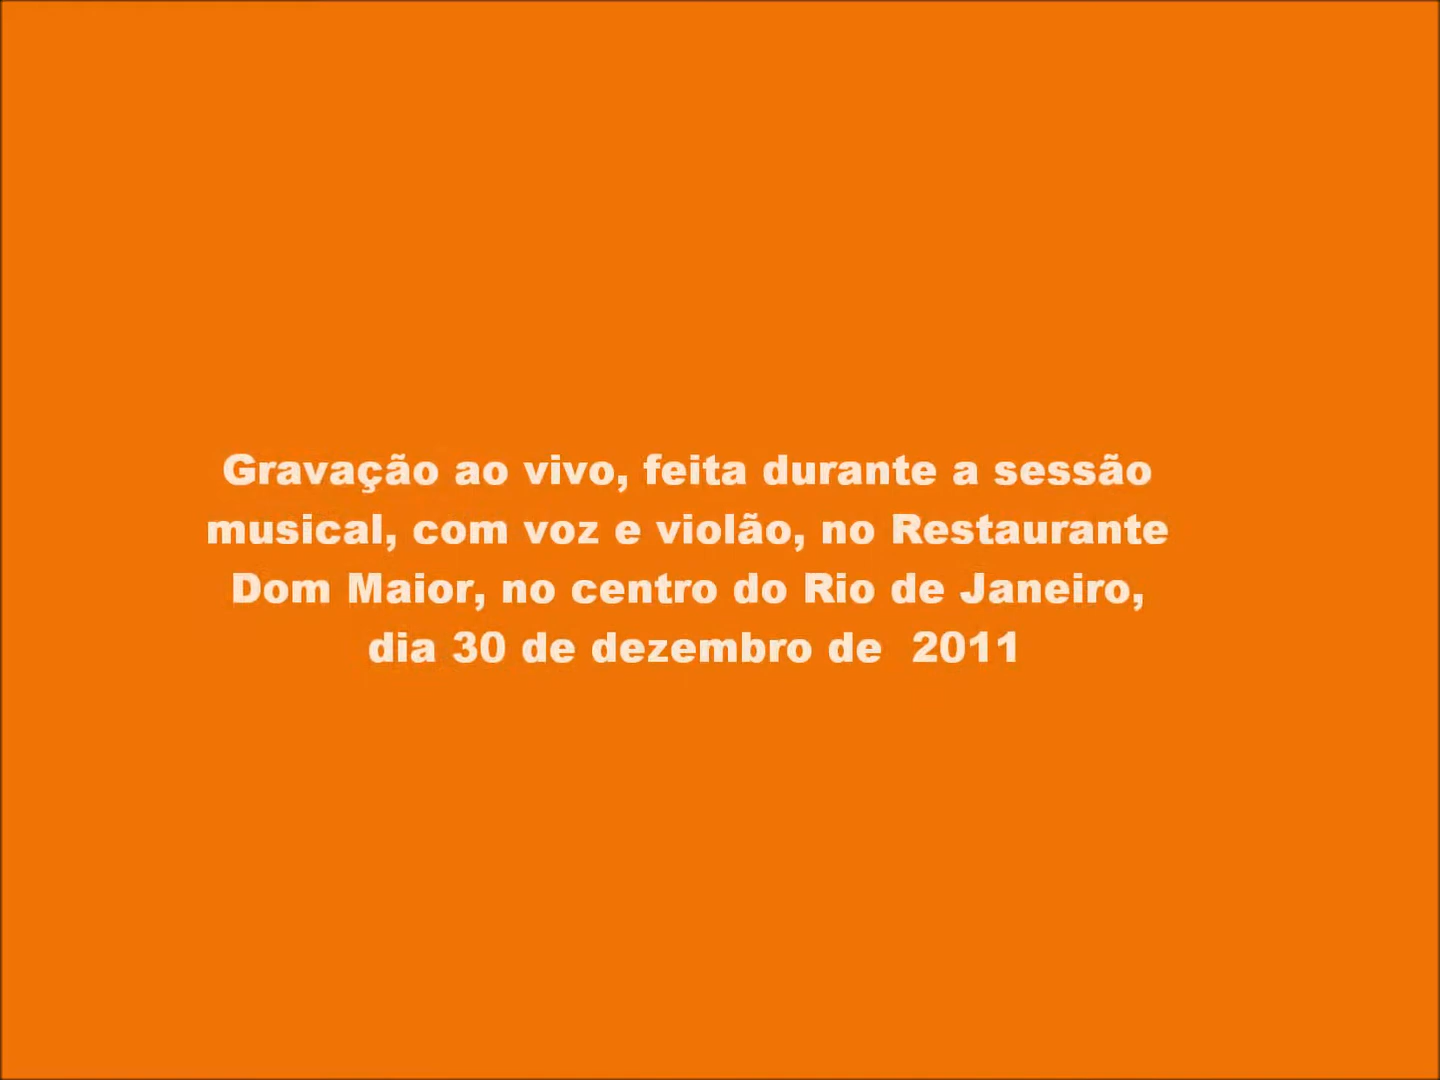 Gravação ao vivo, feita durante a sessão
musical, com voz e violão, no Restaurante
Dom Maior, no centro do Rio de Janeiro,
dia 30 de dezembro de  2011